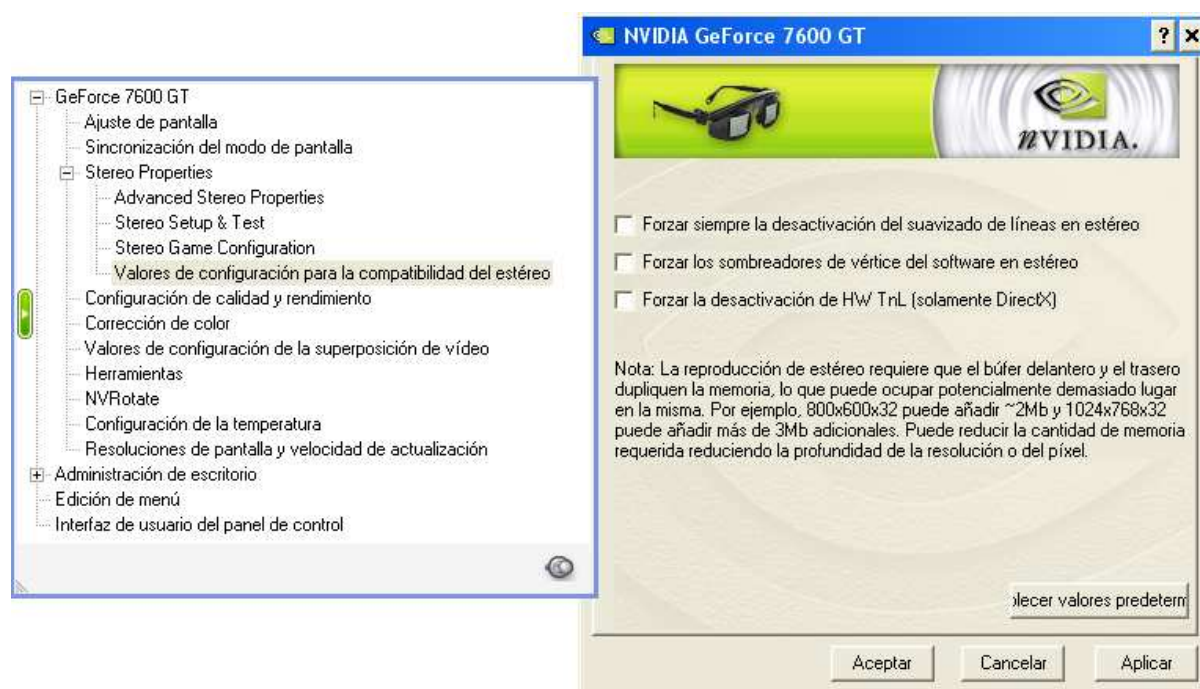 GeForce 7600 GT
Ajuste de pantalla
Sincronización del modo de pantalla
Stereo Properties
Advanced Stereo Properties
Stereo Setup & Test
Stereo Game Configuration
Valores de configuración para la compatibilidad del estéreo
Configuración de calidad y rendimiento
Corrección de color
Valores de configuración de la superposición de vídeo
Herramientas
NVRotate
Configuración de la temperatura
Resoluciones de pantalla y velocidad de actualización
Administración de escritorio
Edición de menú
Interfaz de usuario del panel de control
NVIDIA GeForce 7600 GT
nVIDIA.
Forzar siempre la desactivación del suavizado de líneas en estéreo
Forzar los sombreadores de vértice del software en estéreo
Forzar la desactivación de HW TnL (solamente DirectX)
Nota: La reproducción de estéreo requiere que el búfer delantero y el trasero
dupliquen la memoria, lo que puede ocupar potencialmente demasiado lugar
en la misma. Por ejemplo, 800x600x32 puede añadir ~2Mb y 1024x768x32
puede añadir más de 3Mb adicionales. Puede reducir la cantidad de memoria
requerida reduciendo la profundidad de la resolución o del píxel.
blecer valores predeterm
Aceptar Cancelar Aplicar